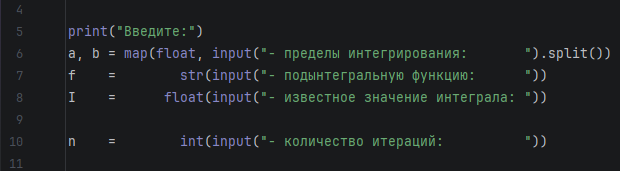 4
5 print("Введите:")
6 a, b = map(float, input("- пределы интегрирования:       ").split())
7 f    =        str(input("- подынтегральную функцию:      "))
8 I    =      float(input("- известное значение интеграла: "))
9
10 n    =        int(input("- количество итераций:          "))
11